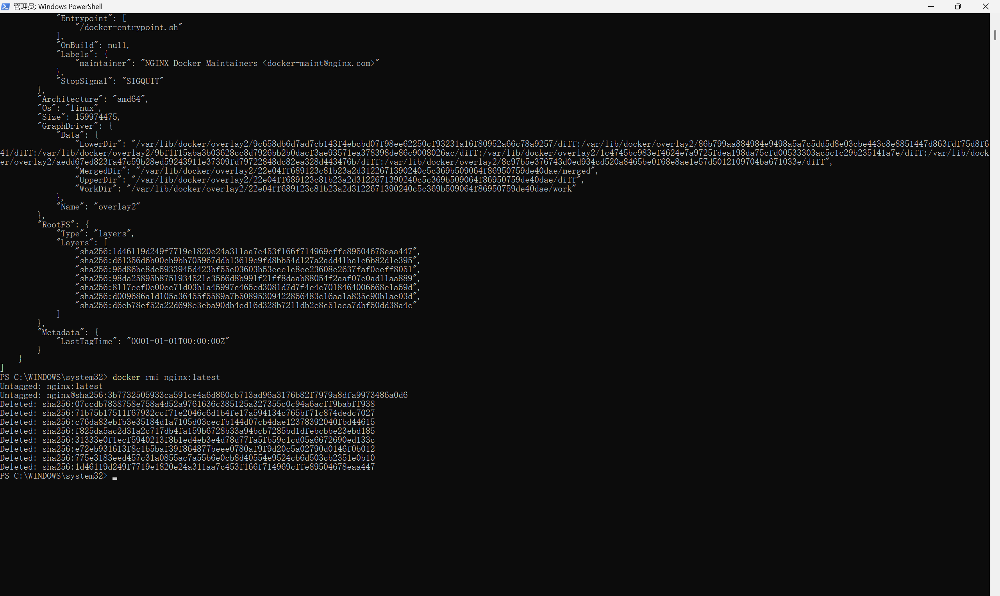 管理员: Windows PowerShell
"Entrypoint": [
"/docker-entrypoint.sh"
],
"OnBuild": null,
"Labels": {
"maintainer": "NGINX Docker Maintainers <docker-maint@nginx.com>"
},
"StopSignal": "SIGQUIT"
},
"Architecture": "amd64",
"Os": "linux",
"Size": 159974475,
"GraphDriver": {
"Data": {
"LowerDir": "/var/lib/docker/overlay2/9c658db6d7ad7cb143f4ebcbd07f98ee62250cf93231a16f80952a66c78a9257/diff:/var/lib/docker/overlay2/86b799aa884984e9498a5a7c5dd5d8e03cbe443c8e8851447d863fdf75d8f6
41/diff:/var/lib/docker/overlay2/9bf1f15aba3b03628cc8d7926bb2b0dacf3ae93571ea378398de86c9008026ac/diff:/var/lib/docker/overlay2/1c4745bc983ef4624e7a9725fdea198da75cfd00533303ac5c1c29b235141a7e/diff:/var/lib/dock
er/overlay2/aedd67ed823fa47c59b28ed59243911e37309fd79722848dc82ea328d443476b/diff:/var/lib/docker/overlay2/8c97b5e376743d0ed934cd520a8465be0f68e8ae1e57d5012109704ba671033e/diff",
"MergedDir": "/var/lib/docker/overlay2/22e04ff689123c81b23a2d3122671390240c5c369b509064f86950759de40dae/merged",
"UpperDir": "/var/lib/docker/overlay2/22e04ff689123c81b23a2d3122671390240c5c369b509064f86950759de40dae/diff",
"WorkDir": "/var/lib/docker/overlay2/22e04ff689123c81b23a2d3122671390240c5c369b509064f86950759de40dae/work"
},
"Name": "overlay2"
},
"RootFS": {
"Type": "layers",
"Layers": [
"sha256:1d46119d249f7719e1820e24a311aa7c453f166f714969cffe89504678eaa447",
"sha256:d61356d6b00cb9bb705967ddb13619e9fd8bb54d127a2add41ba1c6b82d1e395",
"sha256:96d86bc8de5933945d423bf55c03603b53ece1c8ce23608e2637faf0eeff8051",
"sha256:98da25895b8751934521c3566d8b991f21ff8daab88054f2aaf07e0ad11aa889",
"sha256:8117ecf0e00cc71d03b1a45997c465ed3081d7d7f4e4c7018464006668e1a59d",
"sha256:d009686a1d105a36455f5589a7b50895309422856483c16aa1a835c90b1ae03d",
"sha256:d6eb78ef52a22d698e3eba90db4cd16d328b7211db2e8c51aca7dbf50dd38a4c"
]
},
"Metadata": {
"LastTagTime": "0001-01-01T00:00:00Z"
}
}
]
PS C:\WINDOWS\system32> docker rmi nginx:latest
Untagged: nginx:latest
Untagged: nginx@sha256:3b7732505933ca591ce4a6d860cb713ad96a3176b82f7979a8dfa9973486a0d6
Deleted: sha256:07ccdb7838758e758a4d52a9761636c385125a327355c0c94a6acff9babff938
Deleted: sha256:71b75b17511f67932ccf71e2046c6d1b4fe17a594134c765bf71c874dedc7027
Deleted: sha256:c76da83ebfb3e35184d1a7105d03cecfb144d07cb4dae12378392040fbd44615
Deleted: sha256:f825da5ac2d31a2c717db4fa159b6728b33a94bcb7285bd1dfebcbbe23ebd185
Deleted: sha256:31333e0f1ecf5940213f8b1ed4eb3e4d78d77fa5fb59c1cd05a6672690ed133c
Deleted: sha256:e72eb931613f8c1b5baf39f864877beee0780af9f9d20c5a02790d0146f0b012
Deleted: sha256:775e3183eed457c31a0855ac7a55b6e0cb8d40554e9524cb6d503cb2351e0b10
Deleted: sha256:1d46119d249f7719e1820e24a311aa7c453f166f714969cffe89504678eaa447
PS C:\WINDOWS\system32>